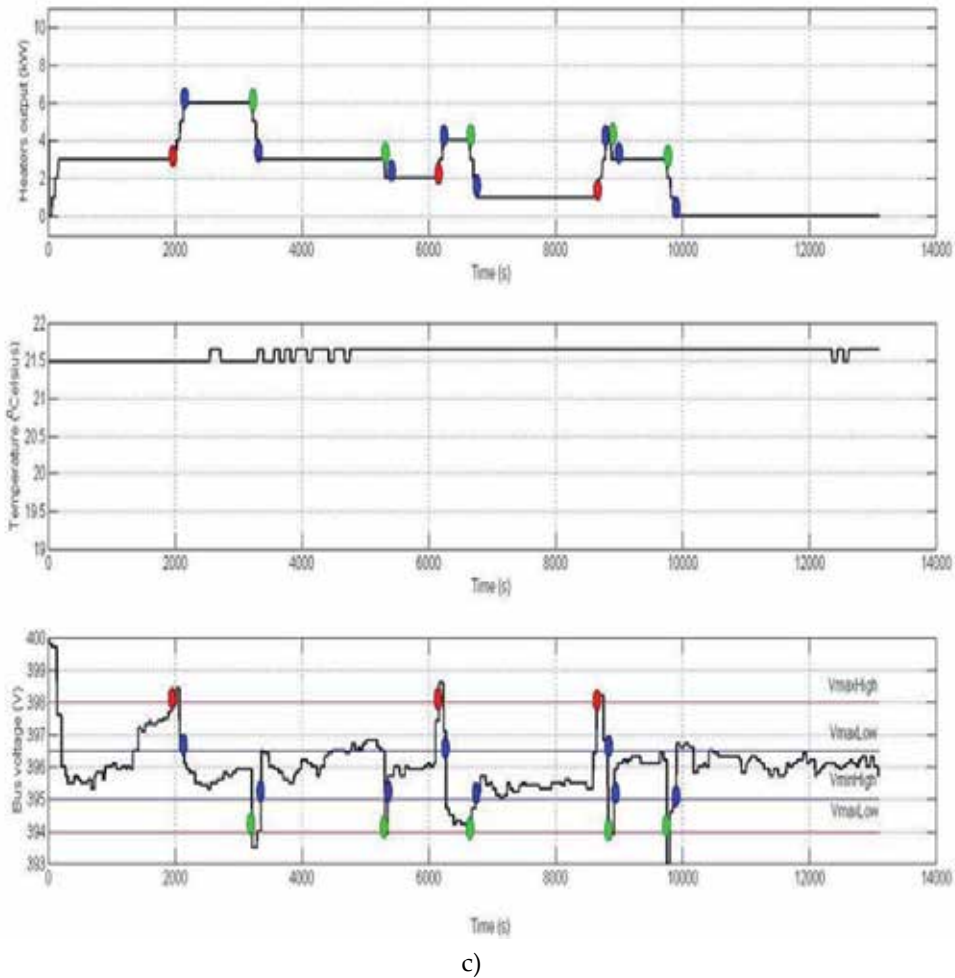 Heaters output (kW)
10
8
6
4
2
0
0 2000 4000 6000 8000 10000 12000 14000
Time (s)
Temperature (⁰Celsius)
22
21.5
21
20.5
20
19.5
19
0 2000 4000 6000 8000 10000 12000 14000
Time (s)
Bus voltage (V)
400
399
398
397
396
395
394
393
VmaxHigh
VmaxLow
VminHigh
VmaxLow
0 2000 4000 6000 8000 10000 12000 14000
Time (s)
c)